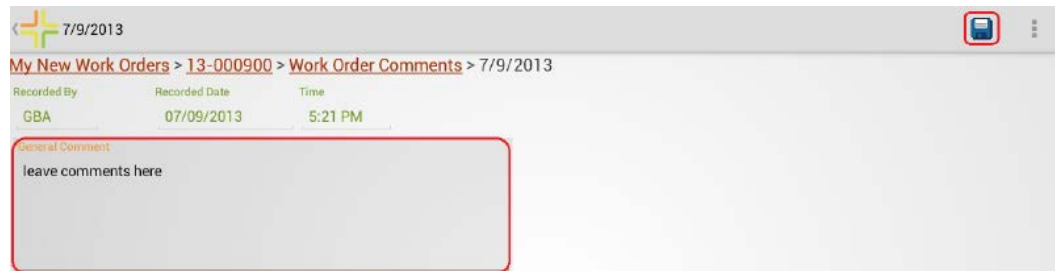 7/9/2013
My New Work Orders > 13-000900 > Work Order Comments > 7/9/2013
Recorded By Recorded Date Time
GBA 07/09/2013 5:21 PM
General Comment
leave comments here